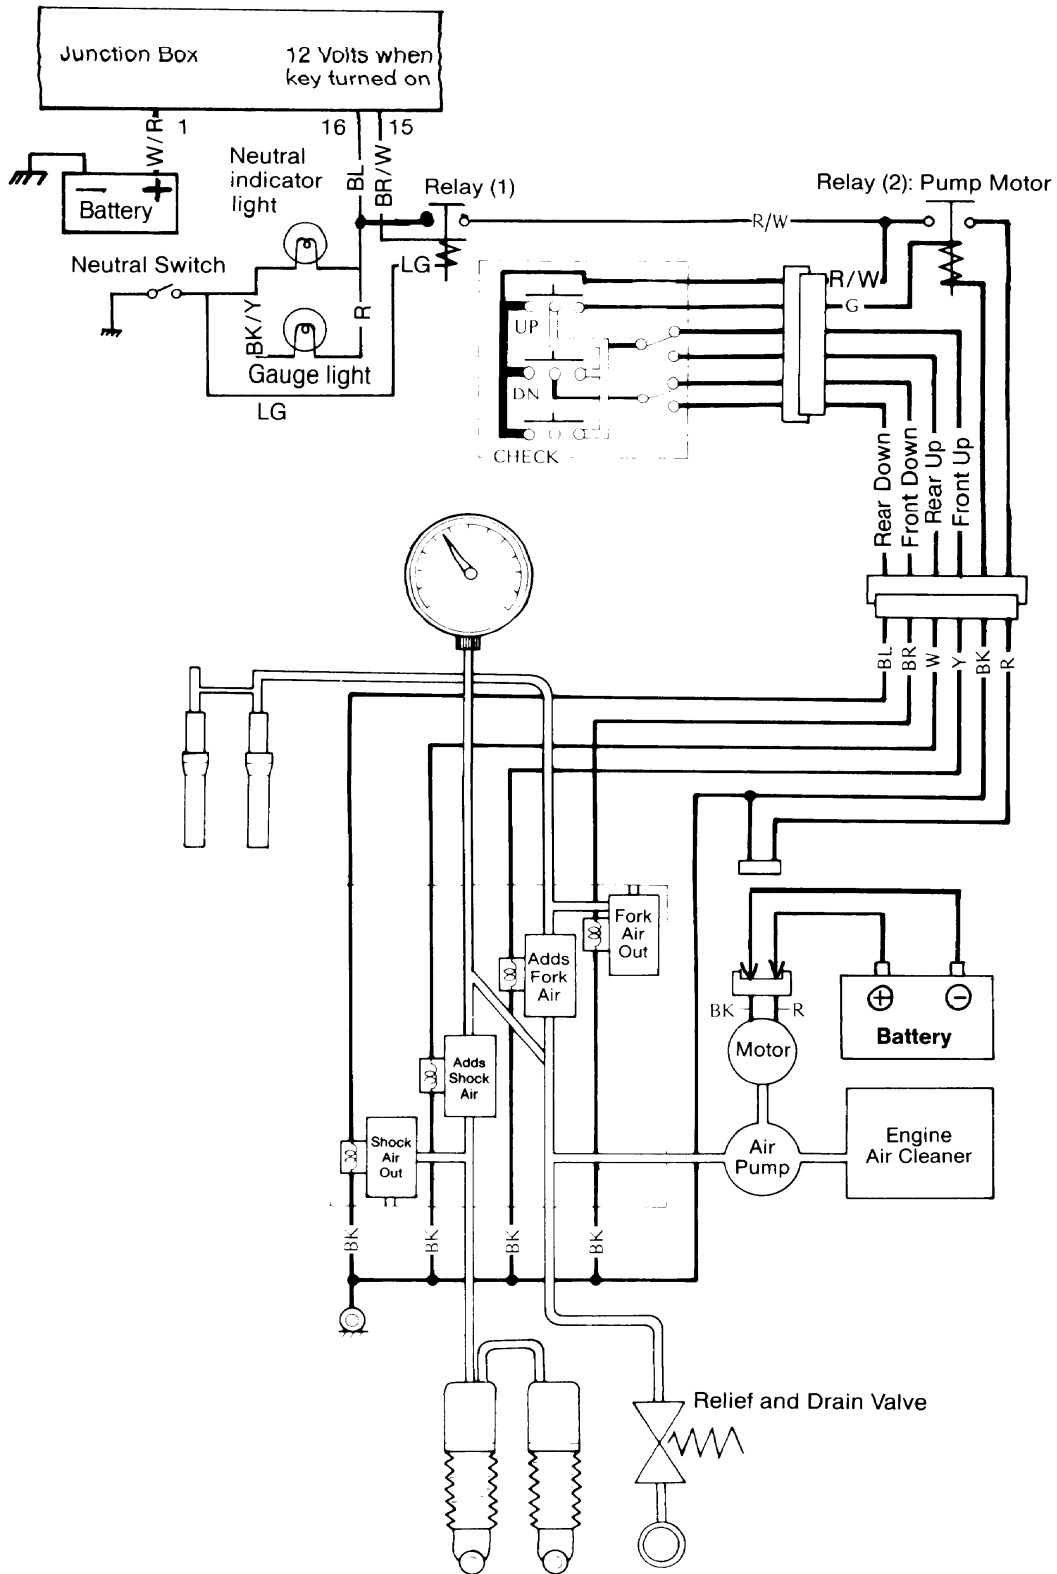 Junction Box
12 Volts when
key turned on
1
16
15
W/R
BL
BR/W
Neutral
indicator
light
Relay (1)
Relay (2): Pump Motor
− +
Battery
R/W
Neutral Switch
LG
R/W
G
BK/Y
R
UP
Gauge light
DN
LG
CHECK
Rear Down
Front Down
Rear Up
Front Up
BL
BR
W
Y
BK
R
Fork
Air
Out
Adds
Fork
Air
+ −
BK
R
Battery
Motor
Adds
Shock
Air
Shock
Air
Out
Air
Pump
Engine
Air Cleaner
BK
BK
BK
BK
Relief and Drain Valve